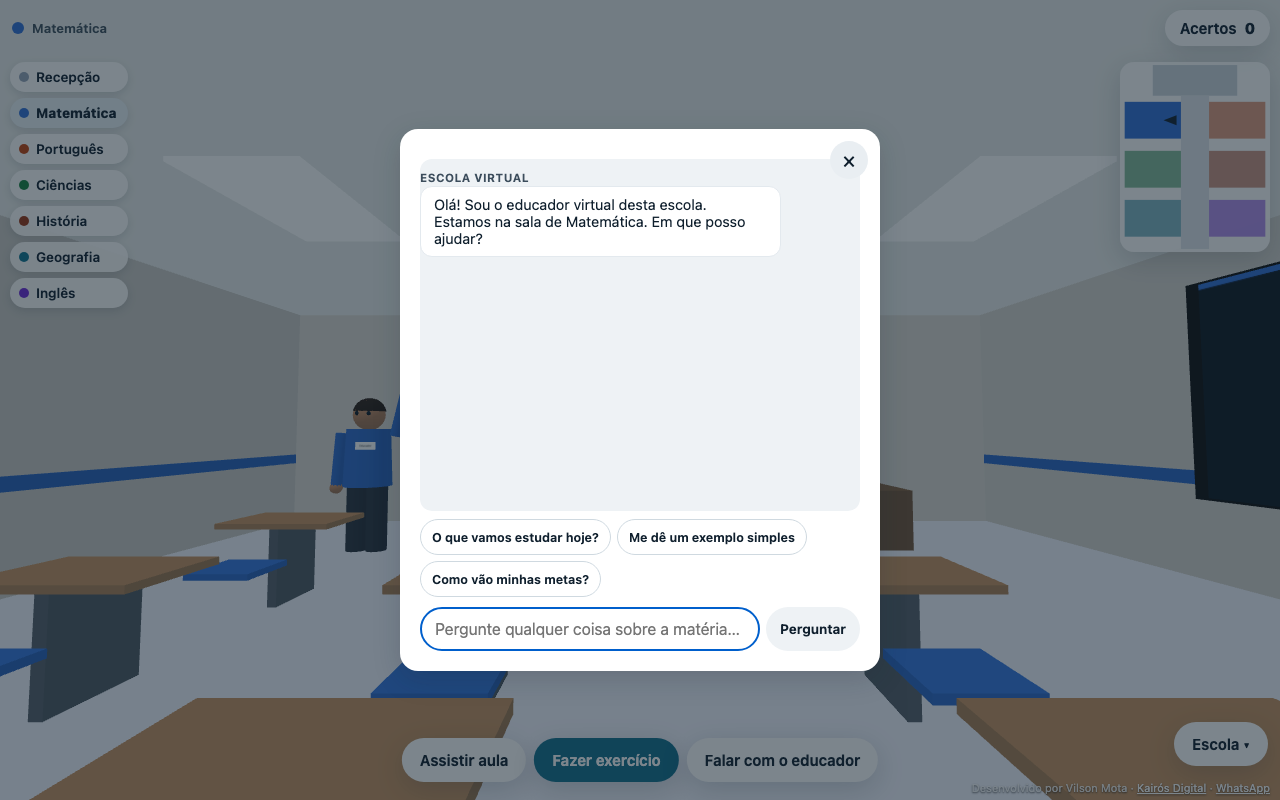 Matemática
Acertos 0
Recepção
Matemática
Português
Ciências
História
Geografia
Inglês
×
ESCOLA VIRTUAL
Olá! Sou o educador virtual desta escola.
Estamos na sala de Matemática. Em que posso
ajudar?
O que vamos estudar hoje?
Me dê um exemplo simples
Como vão minhas metas?
Pergunte qualquer coisa sobre a matéria...
Perguntar
Assistir aula
Fazer exercício
Falar com o educador
Escola ▾
Desenvolvido por Vilson Mota · Kairós Digital · WhatsApp